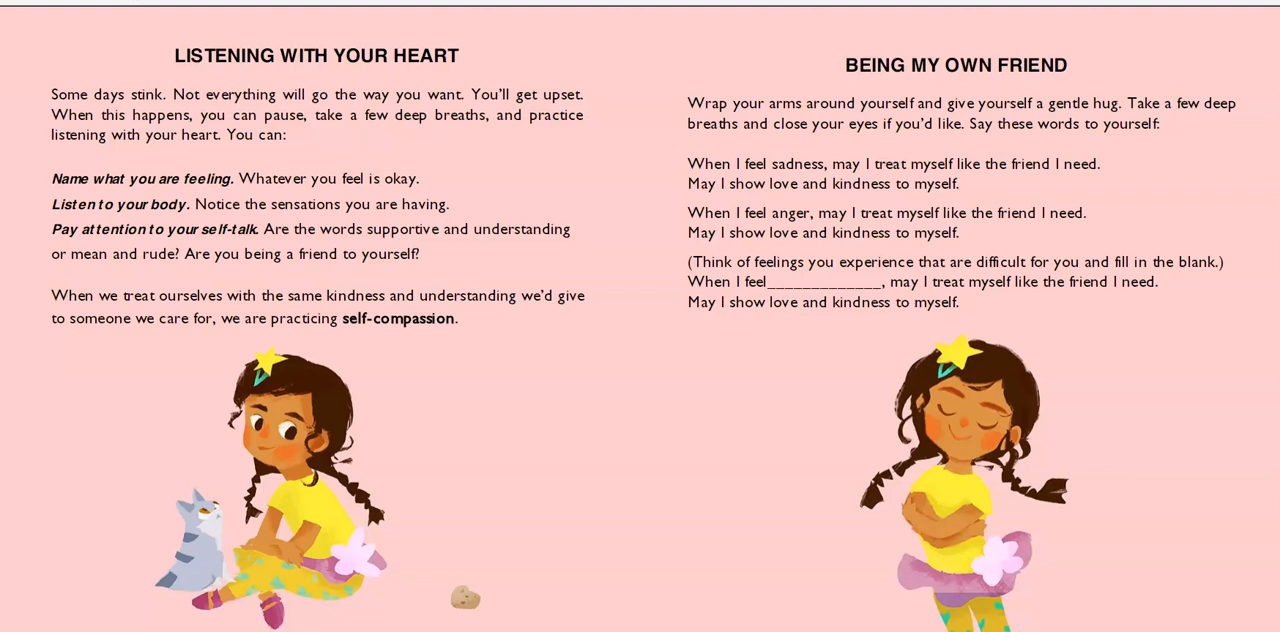 LISTENING WITH YOUR HEART
Some days stink. Not everything will go the way you want. You'll get upset.
When this happens, you can pause, take a few deep breaths, and practice
listening with your heart. You can:
Name what you are feeling. Whatever you feel is okay.
Listen to your body. Notice the sensations you are having.
Pay attention to your self-talk. Are the words supportive and understanding
or mean and rude? Are you being a friend to yourself?
When we treat ourselves with the same kindness and understanding we'd give
to someone we care for, we are practicing self-compassion.
BEING MY OWN FRIEND
Wrap your arms around yourself and give yourself a gentle hug. Take a few deep
breaths and close your eyes if you'd like. Say these words to yourself:
When I feel sadness, may I treat myself like the friend I need.
May I show love and kindness to myself.
When I feel anger, may I treat myself like the friend I need.
May I show love and kindness to myself.
(Think of feelings you experience that are difficult for you and fill in the blank.)
When I feel_____________, may I treat myself like the friend I need.
May I show love and kindness to myself.